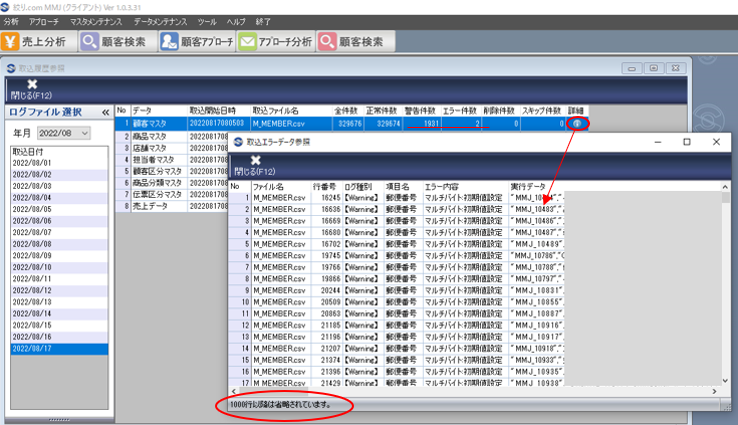 絞り.com MMJ (クライアント) Ver 1.0.3.31
分析 アプローチ マスタメンテナンス データメンテナンス ツール ヘルプ 終了
売上分析 顧客検索 顧客アプローチ アプローチ分析 顧客検索
取込履歴参照
閉じる(F12)
ログファイル選択 «
年月 2022/08
取込日付
2022/08/01
2022/08/02
2022/08/03
2022/08/04
2022/08/05
2022/08/06
2022/08/07
2022/08/08
2022/08/09
2022/08/10
2022/08/11
2022/08/12
2022/08/13
2022/08/14
2022/08/15
2022/08/16
2022/08/17
No データ 取込開始日時 取込ファイル名 全件数 正常件数 警告件数 エラー件数 削除件数 スキップ件数 詳細
1 顧客マスタ 20220817080503 M_MEMBER.csv 329676 329674 1931 2 0 0
2 商品マスタ 2022081708
3 店舗マスタ 2022081708
4 担当者マスタ 2022081708
5 顧客区分マスタ 2022081708
6 商品分類マスタ 2022081708
7 伝票区分マスタ 2022081708
8 売上データ 2022081708
取込エラーデータ参照
閉じる(F12)
No ファイル名 行番号 ログ種別 項目名 エラー内容 実行データ
1 M_MEMBER.csv 16245 【Warning】 郵便番号 マルチバイト:初期値設定
2 M_MEMBER.csv 16636 【Warning】 郵便番号 マルチバイト:初期値設定 "MMJ_10483",
3 M_MEMBER.csv 16669 【Warning】 郵便番号 マルチバイト:初期値設定 "MMJ_10486",
4 M_MEMBER.csv 16680 【Warning】 郵便番号 マルチバイト:初期値設定 "MMJ_10487",
5 M_MEMBER.csv 16702 【Warning】 郵便番号 マルチバイト:初期値設定 "MMJ_10489",
6 M_MEMBER.csv 19745 【Warning】 郵便番号 マルチバイト:初期値設定 "MMJ_10786",
7 M_MEMBER.csv 19766 【Warning】 郵便番号 マルチバイト:初期値設定 "MMJ_10788",
8 M_MEMBER.csv 19866 【Warning】 郵便番号 マルチバイト:初期値設定 "MMJ_10797",
9 M_MEMBER.csv 20244 【Warning】 郵便番号 マルチバイト:初期値設定 "MMJ_10831",
10 M_MEMBER.csv 20509 【Warning】 郵便番号 マルチバイト:初期値設定 "MMJ_10855",
11 M_MEMBER.csv 20863 【Warning】 郵便番号 マルチバイト:初期値設定 "MMJ_10887",
12 M_MEMBER.csv 21185 【Warning】 郵便番号 マルチバイト:初期値設定 "MMJ_10916",
13 M_MEMBER.csv 21196 【Warning】 郵便番号 マルチバイト:初期値設定 "MMJ_10917",
14 M_MEMBER.csv 21207 【Warning】 郵便番号 マルチバイト:初期値設定 "MMJ_10918",
15 M_MEMBER.csv 21374 【Warning】 郵便番号 マルチバイト:初期値設定 "MMJ_10933",
16 M_MEMBER.csv 21396 【Warning】 郵便番号 マルチバイト:初期値設定 "MMJ_10935",
17 M_MEMBER.csv 21429 【Warning】 郵便番号 マルチバイト:初期値設定 "MMJ_10938"
1000行以降は省略されています。